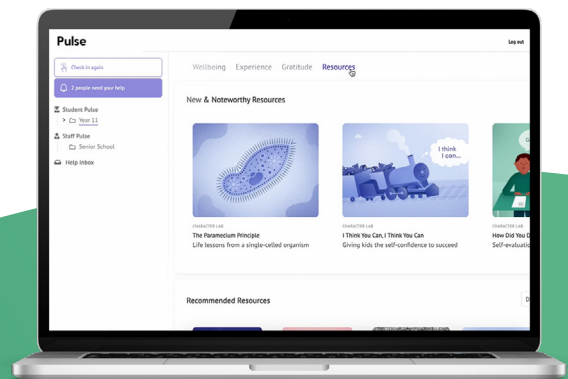 Pulse
Log out
Check in again
2 people need your help
Student Pulse
Year 11
Staff Pulse
Senior School
Help Inbox
Wellbeing Experience Gratitude Resources
New & Noteworthy Resources
I think
I can...
CHARACTER LAB
The Paramecium Principle
Life lessons from a single-celled organism
CHARACTER LAB
I Think You Can, I Think You Can
Giving kids the self-confidence to succeed
CHARACTER LAB
How Did You D
Self-evaluatio
Recommended Resources
D